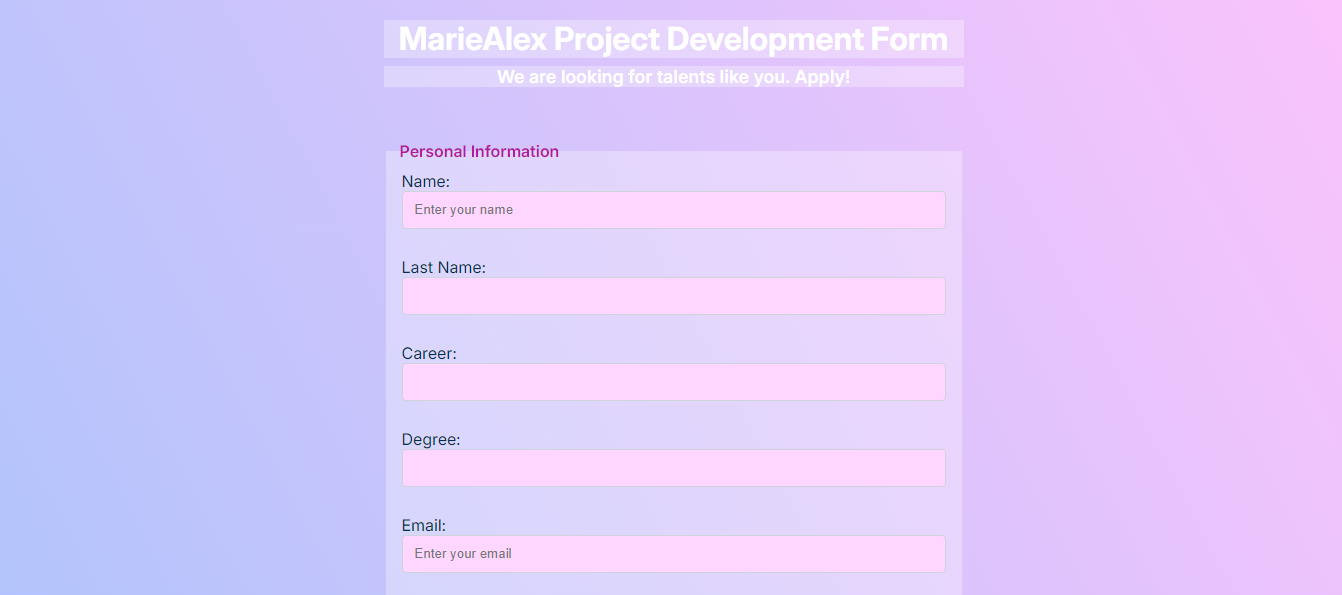 MarieAlex Project Development Form
We are looking for talents like you. Apply!
Personal Information
Name:
Enter your name
Last Name:
Career:
Degree:
Email:
Enter your email